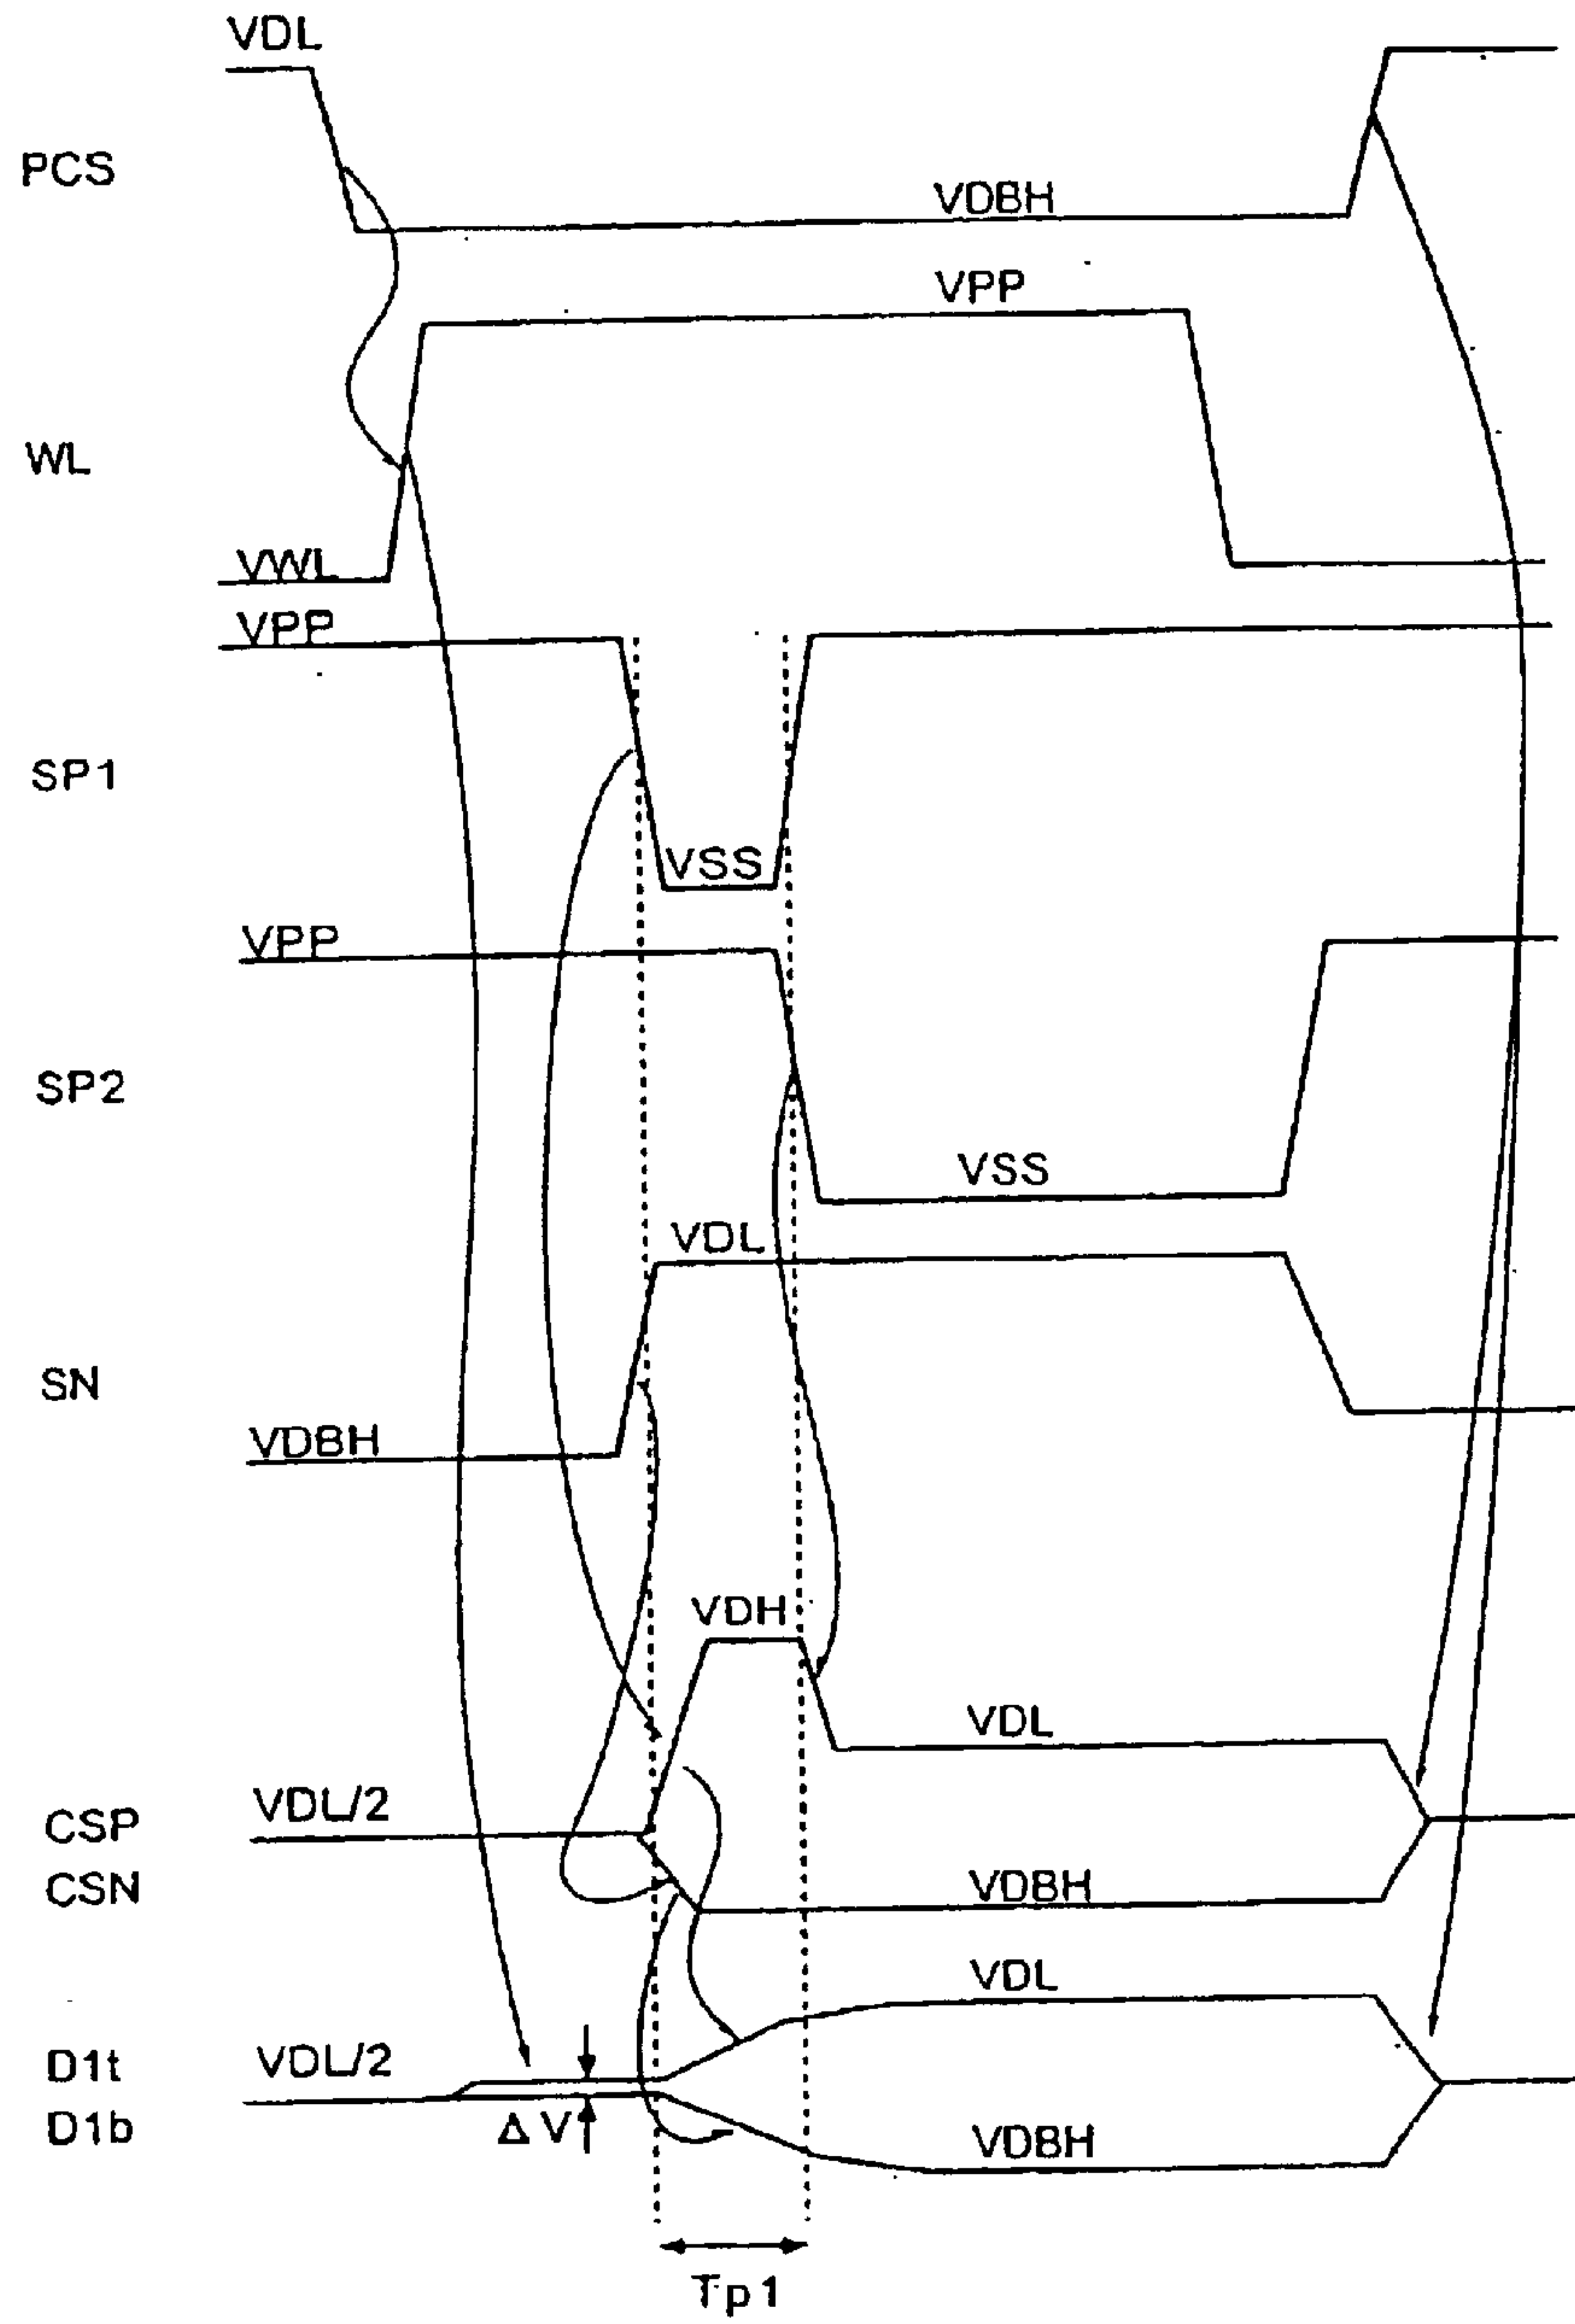 VDL
PCS
VDBH
VPP
WL
VWL
VPP
SP1
VSS
VPP
SP2
VSS
VDL
SN
VDBH
VDH
VDL
VDL/2
CSP
CSN
VDBH
VDL
D1t
VDL/2
D1b
ΔV
VDBH
Tp1